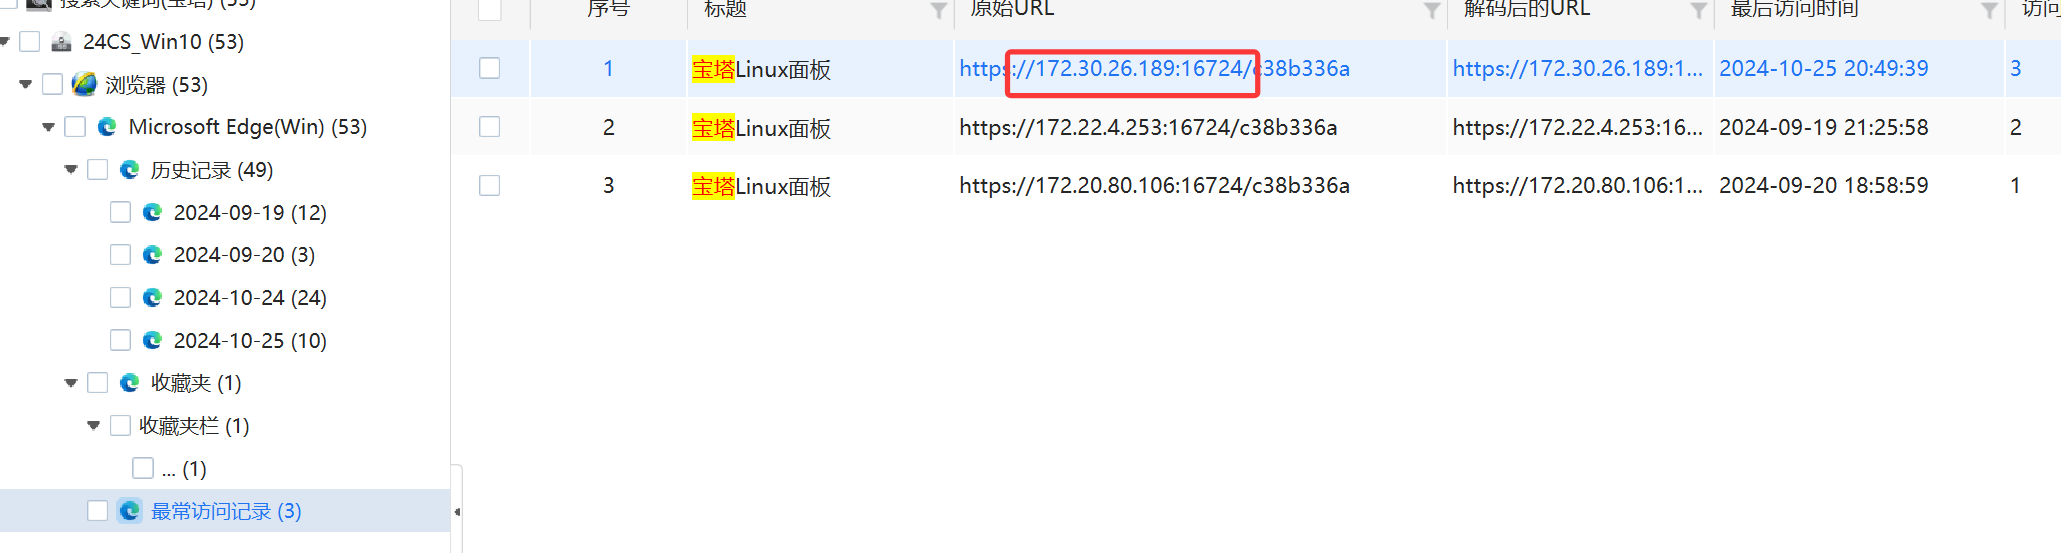 搜索关键词(宝塔) (53)
24CS_Win10 (53)
浏览器 (53)
Microsoft Edge(Win) (53)
历史记录 (49)
2024-09-19 (12)
2024-09-20 (3)
2024-10-24 (24)
2024-10-25 (10)
收藏夹 (1)
收藏夹栏 (1)
... (1)
最常访问记录 (3)
序号 标题 原始URL 解码后的URL 最后访问时间 访问
1 宝塔Linux面板 https://172.30.26.189:16724/c38b336a https://172.30.26.189:1... 2024-10-25 20:49:39 3
2 宝塔Linux面板 https://172.22.4.253:16724/c38b336a https://172.22.4.253:16... 2024-09-19 21:25:58 2
3 宝塔Linux面板 https://172.20.80.106:16724/c38b336a https://172.20.80.106:1... 2024-09-20 18:58:59 1